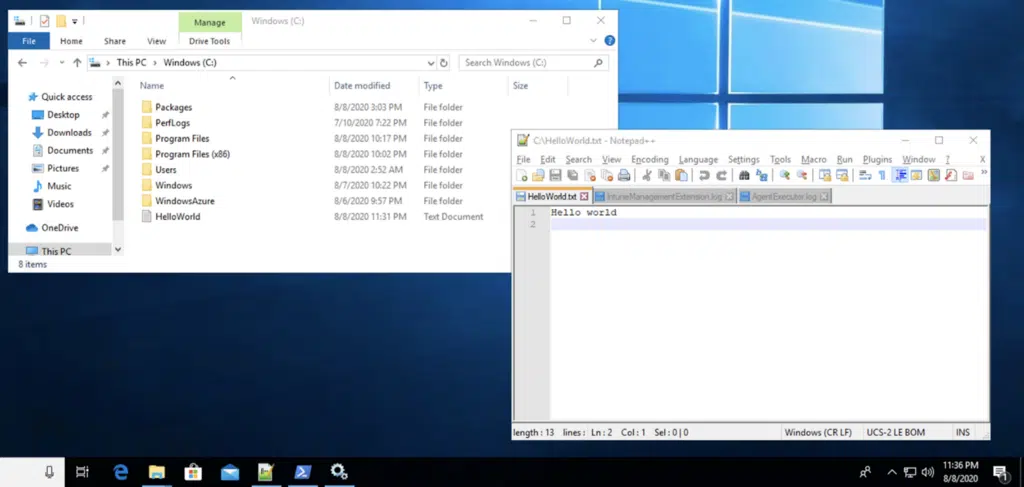 Manage
Windows (C:)
File
Home
Share
View
Drive Tools
This PC > Windows (C:)
Search Windows (C:)
Name
Date modified
Type
Size
Quick access
Desktop
Downloads
Documents
Pictures
Music
Videos
OneDrive
This PC
Packages 8/8/2020 3:03 PM File folder
PerfLogs 7/10/2020 7:22 PM File folder
Program Files 8/8/2020 10:17 PM File folder
Program Files (x86) 8/8/2020 10:02 PM File folder
Users 8/8/2020 2:52 AM File folder
Windows 8/7/2020 10:22 PM File folder
WindowsAzure 8/6/2020 9:57 PM File folder
HelloWorld 8/8/2020 11:31 PM Text Document
8 items
C:\HelloWorld.txt - Notepad++
File Edit Search View Encoding Language Settings Tools Macro Run Plugins Window ? X
HelloWorld.txt IntuneManagementExtension.log AgentExecutor.log
1 Hello world
2
length : 13 lines : Ln : 2 Col : 1 Sel : 0 | 0 Windows (CR LF) UCS-2 LE BOM INS
11:36 PM
8/8/2020
1